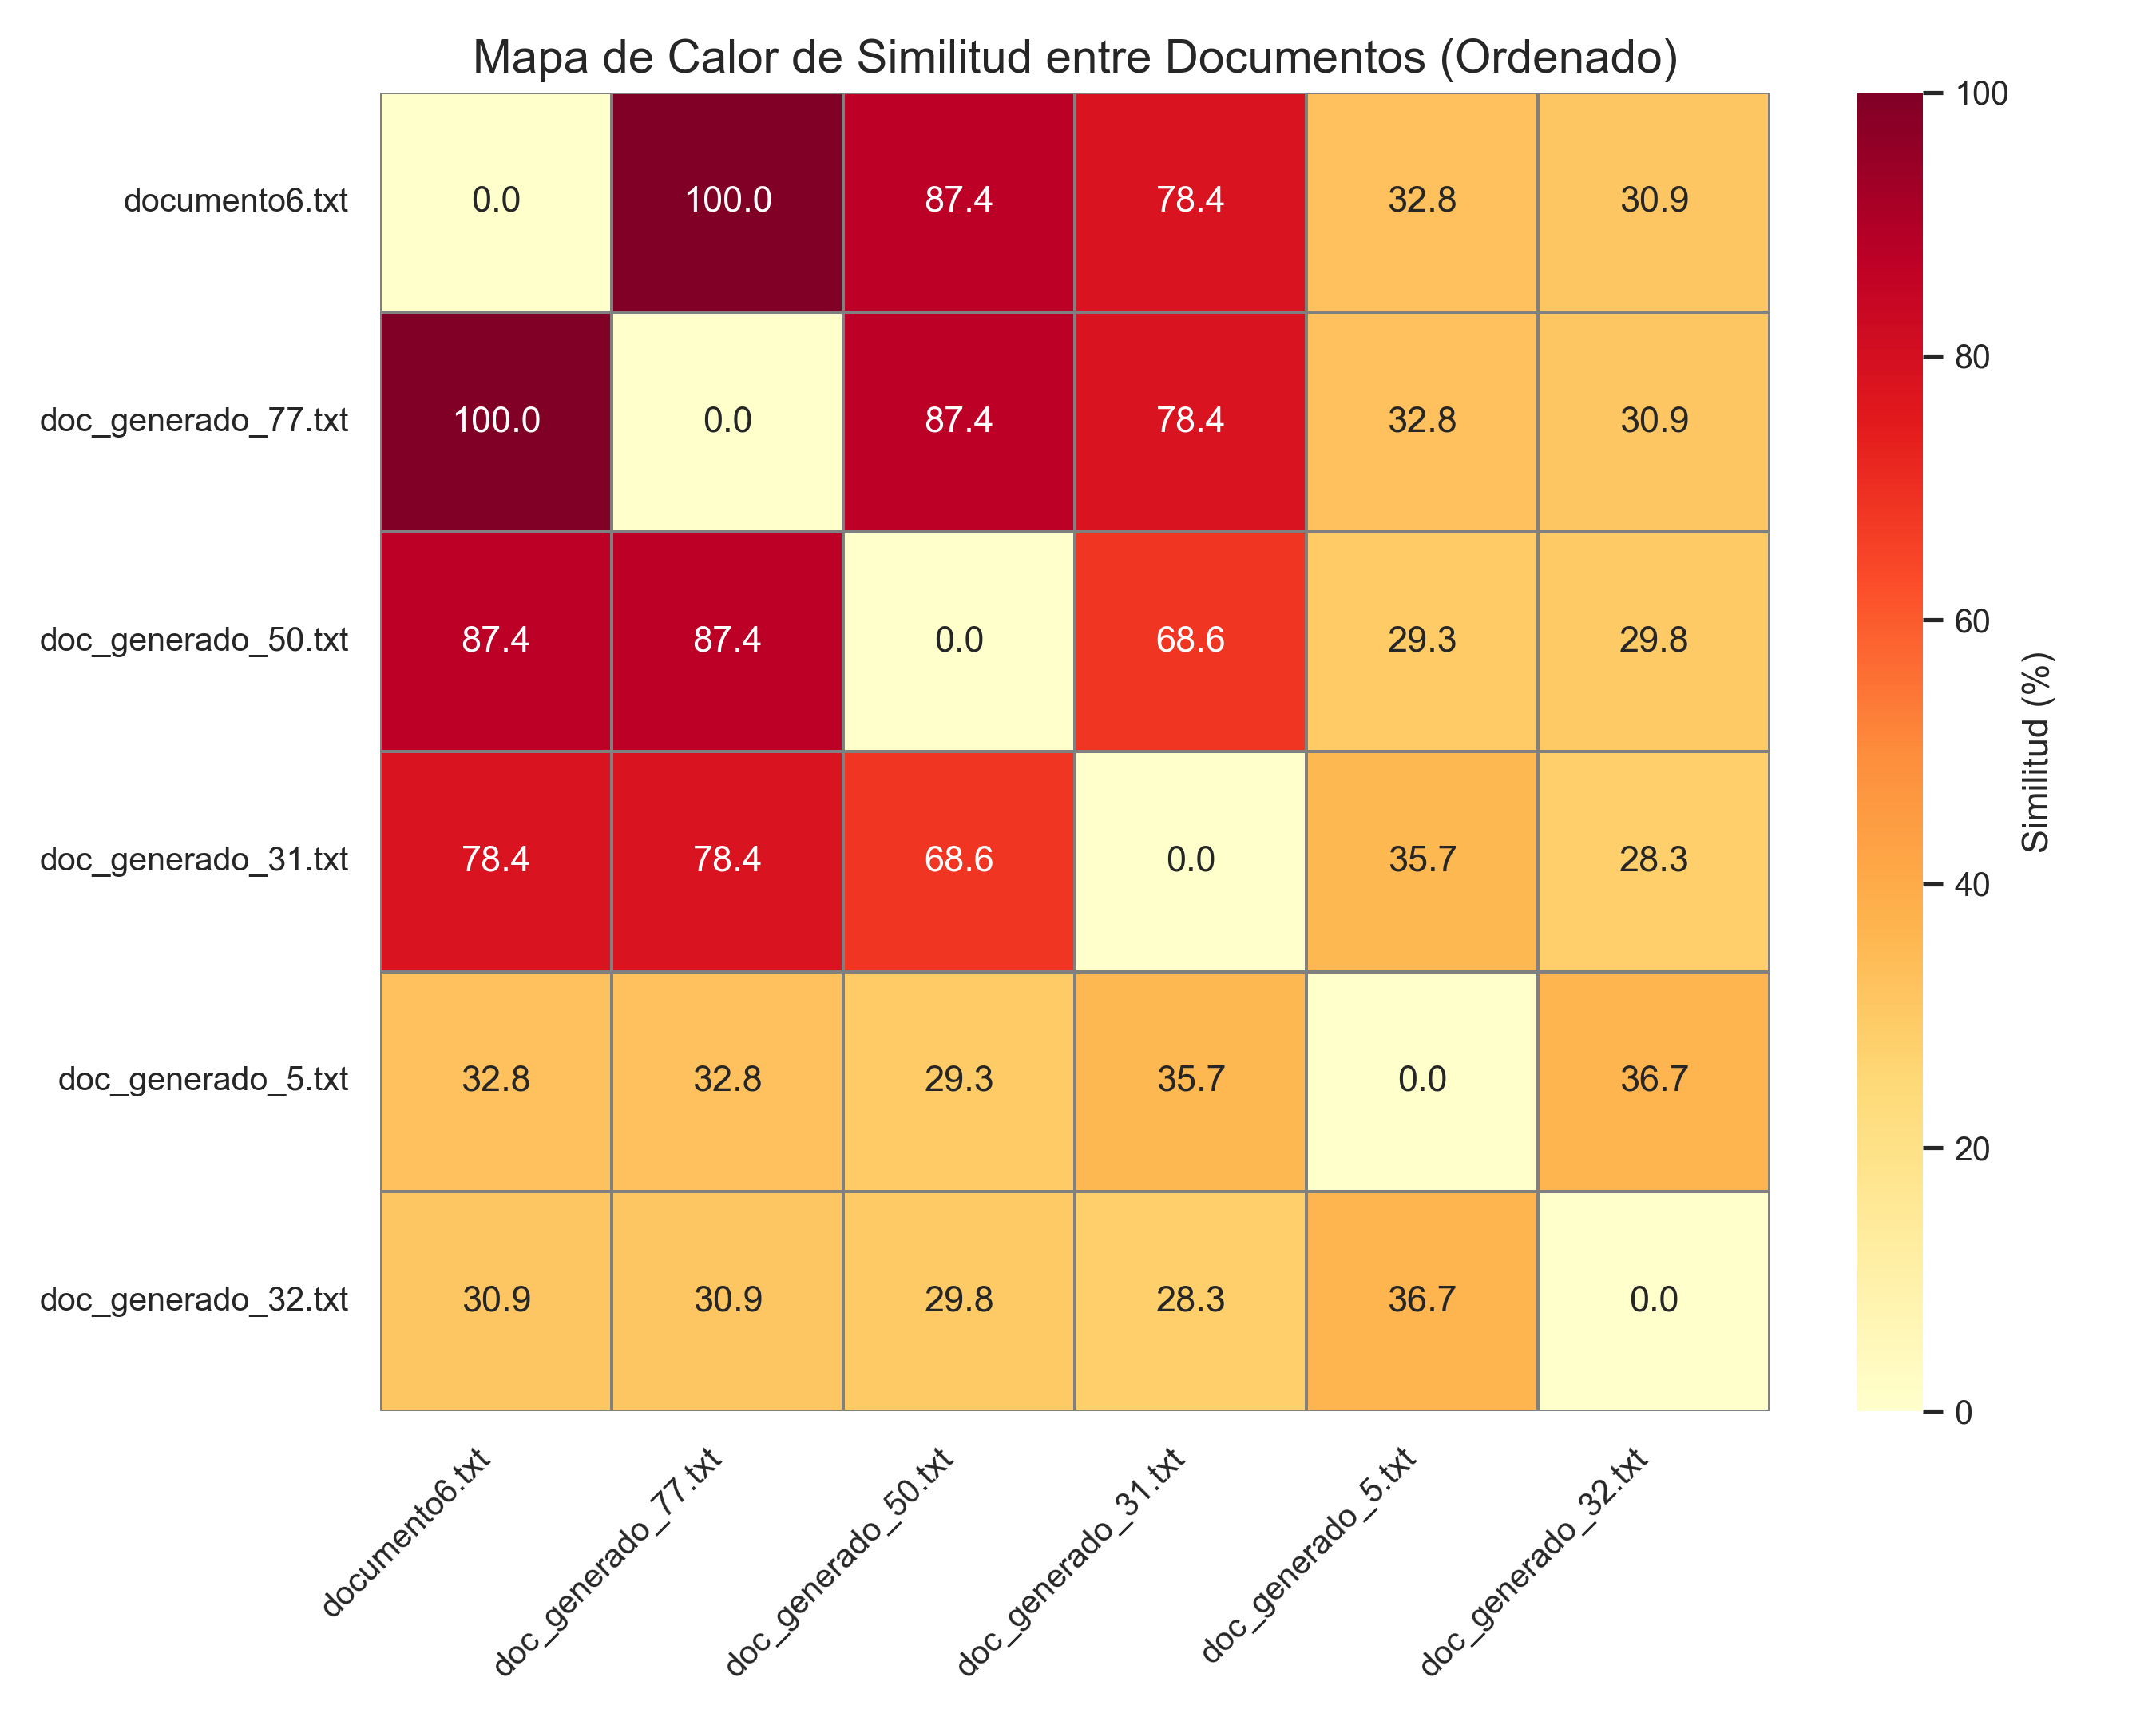 Mapa de Calor de Similitud entre Documentos (Ordenado)
documento6.txt 0.0 100.0 87.4 78.4 32.8 30.9
doc_generado_77.txt 100.0 0.0 87.4 78.4 32.8 30.9
doc_generado_50.txt 87.4 87.4 0.0 68.6 29.3 29.8
doc_generado_31.txt 78.4 78.4 68.6 0.0 35.7 28.3
doc_generado_5.txt 32.8 32.8 29.3 35.7 0.0 36.7
doc_generado_32.txt 30.9 30.9 29.8 28.3 36.7 0.0
documento6.txt
doc_generado_77.txt
doc_generado_50.txt
doc_generado_31.txt
doc_generado_5.txt
doc_generado_32.txt
100
80
60
40
20
0
Similitud (%)